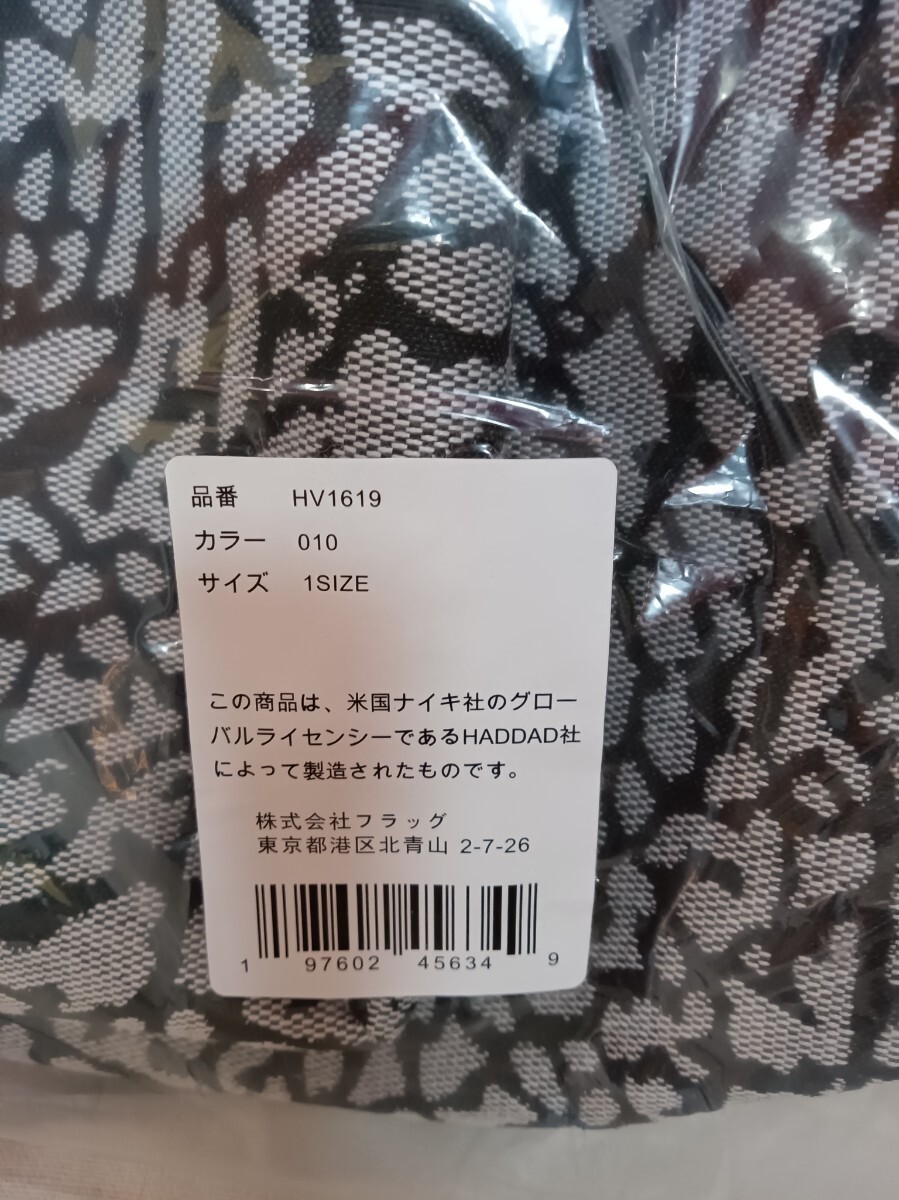 品番 HV1619
カラー 010
サイズ 1SIZE
この商品は、米国ナイキ社のグロー
バルライセンシーであるHADDAD社
によって製造されたものです。
株式会社フラッグ
東京都港区北青山 2-7-26
1 97602 45634 9